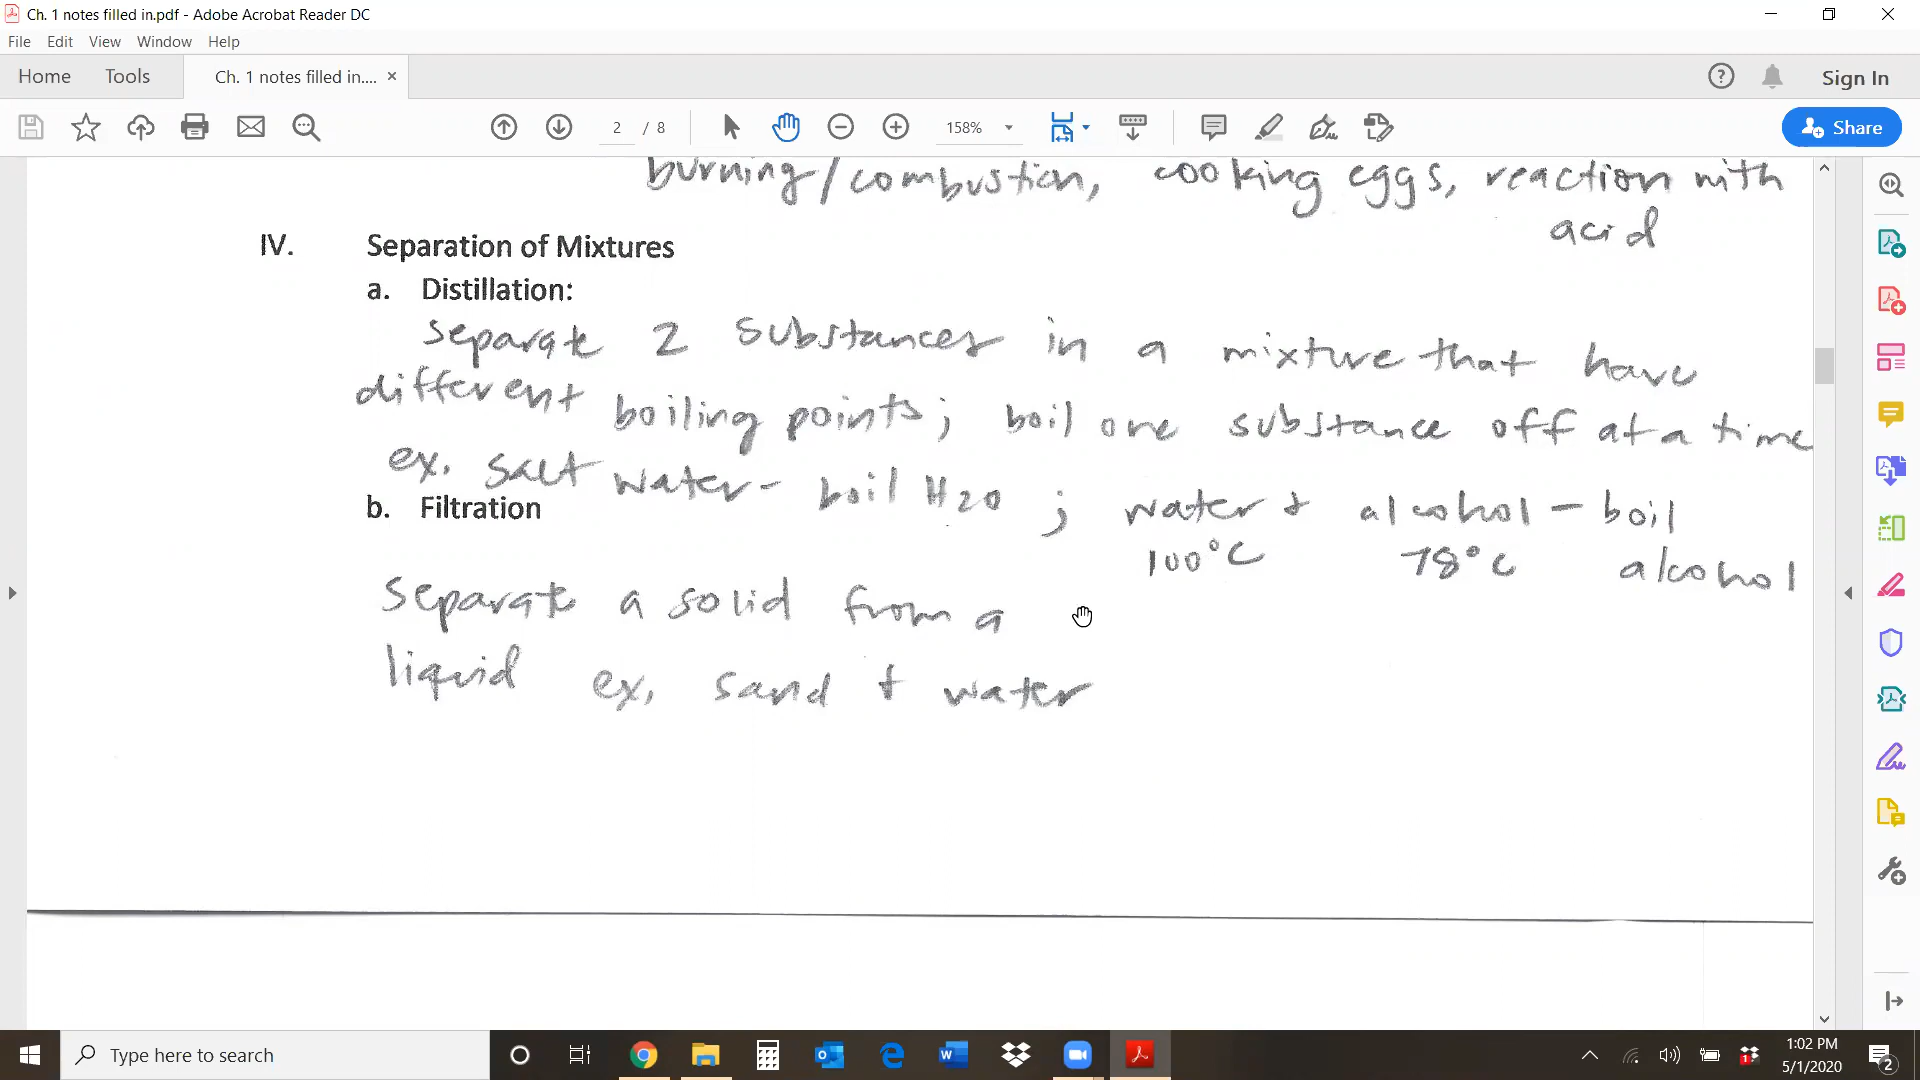 Ch. 1 notes filled in.pdf - Adobe Acrobat Reader DC
File Edit View Window Help
Home Tools Ch. 1 notes filled in.... × Sign In
2 / 8 158% Share
burning/combustion, cooking eggs, reaction with
acid
IV. Separation of Mixtures
a. Distillation:
Separate 2 substances in a mixture that have
different boiling points; boil one substance off at a time
ex. salt water - boil H2O ; water + alcohol - boil
100°C 78°C alcohol
b. Filtration
Separate a solid from a
liquid ex. sand + water
Type here to search
1:02 PM
5/1/2020
2